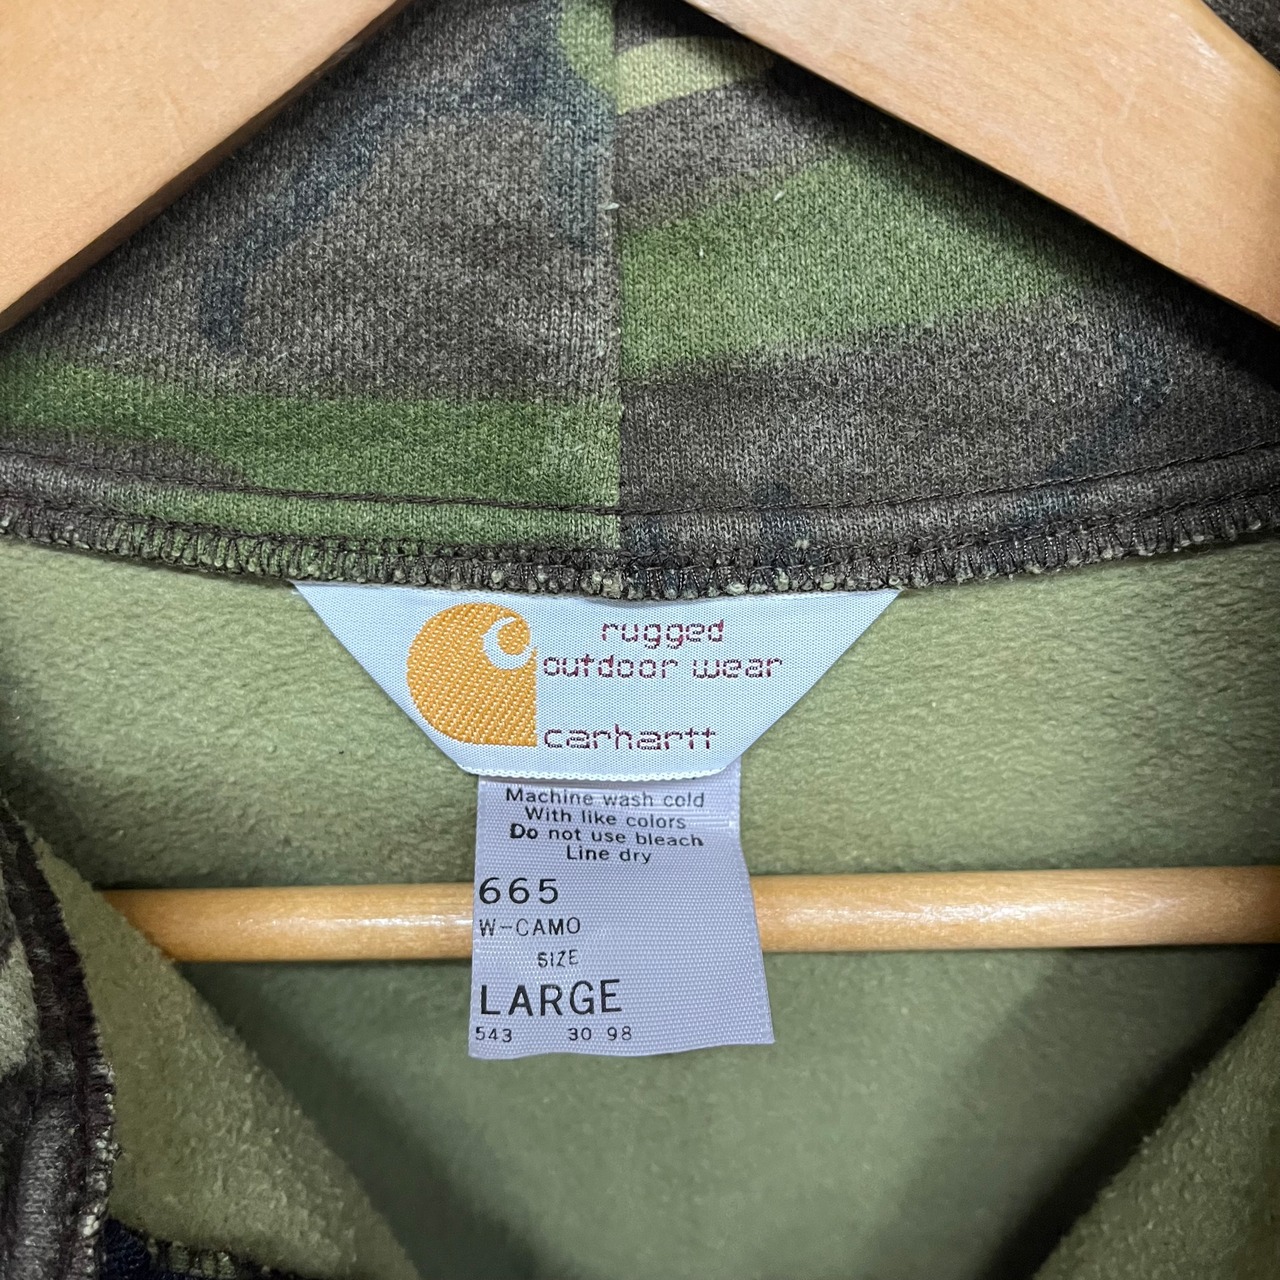 rugged
outdoor wear
carhartt
Machine wash cold
With like colors
Do not use bleach
Line dry
665
W-CAMO
SIZE
LARGE
543 30 98